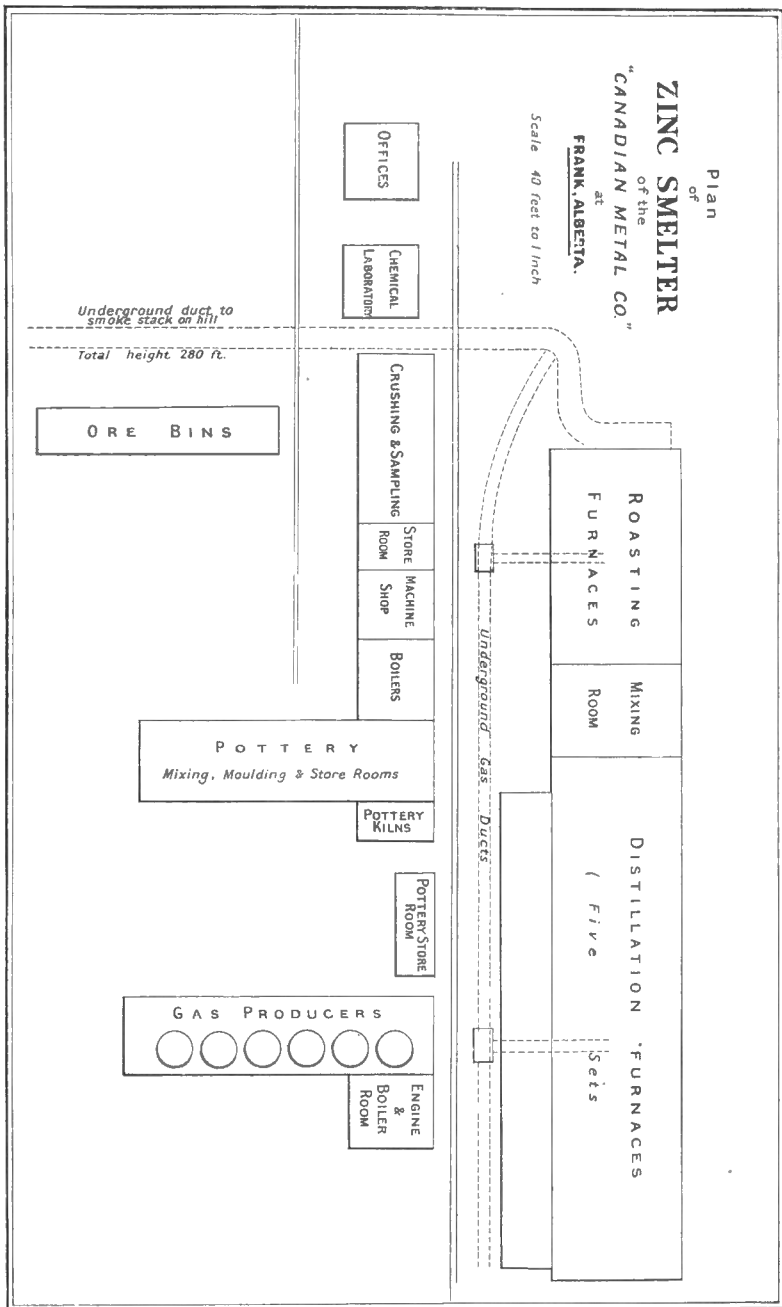 Plan
of
ZINC SMELTER
of the
"CANADIAN METAL CO."
at
FRANK, ALBERTA.
Scale 40 feet to 1 Inch
OFFICES
CHEMICAL
LABORATORY
Underground duct to
smoke stack on hill
Total height 280 ft.
ORE BINS
CRUSHING & SAMPLING
STORE
ROOM
MACHINE
SHOP
BOILERS
POTTERY
Mixing, Moulding & Store Rooms
POTTERY
KILNS
POTTERY STORE
ROOM
GAS PRODUCERS
ENGINE
&
BOILER
ROOM
Underground Gas Ducts
ROASTING
FURNACES
MIXING
ROOM
DISTILLATION FURNACES
( Five Sets